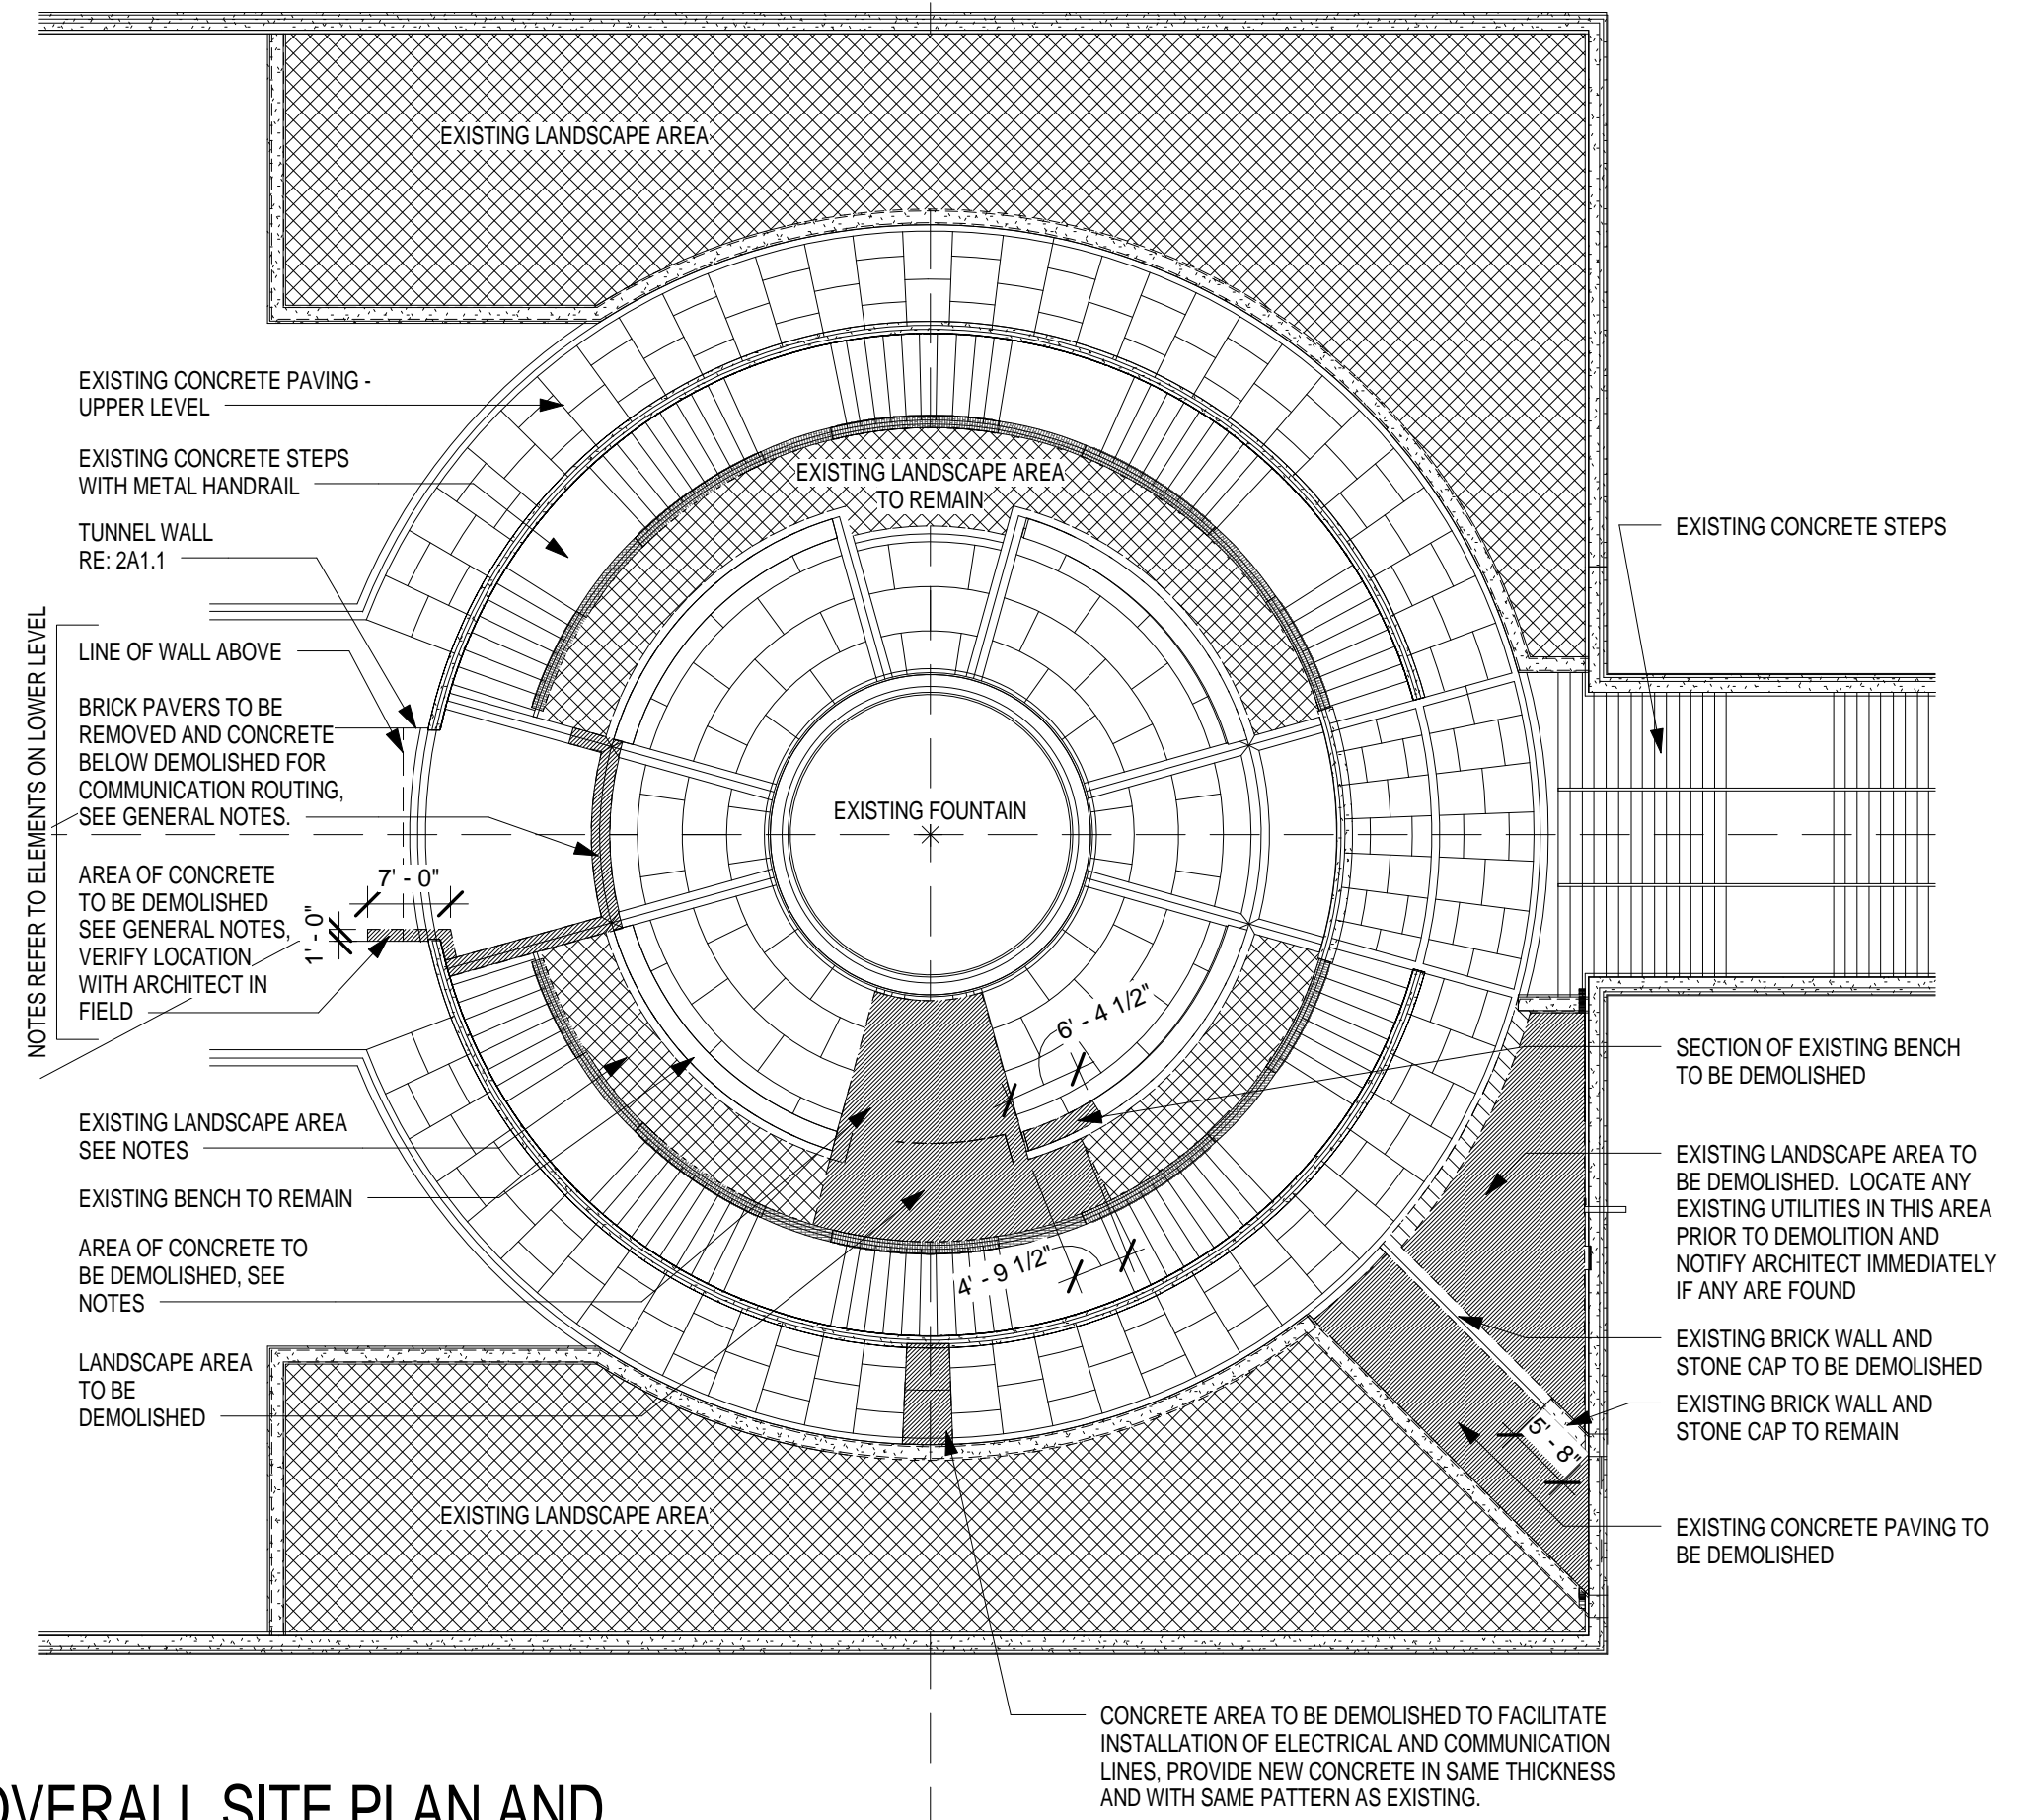 EXISTING LANDSCAPE AREA
EXISTING CONCRETE PAVING -
UPPER LEVEL
EXISTING CONCRETE STEPS
WITH METAL HANDRAIL
TUNNEL WALL
RE: 2A1.1
NOTES REFER TO ELEMENTS ON LOWER LEVEL
LINE OF WALL ABOVE
BRICK PAVERS TO BE
REMOVED AND CONCRETE
BELOW DEMOLISHED FOR
COMMUNICATION ROUTING,
SEE GENERAL NOTES.
AREA OF CONCRETE
TO BE DEMOLISHED
SEE GENERAL NOTES,
VERIFY LOCATION
WITH ARCHITECT IN
FIELD
7' - 0"
1' - 0"
EXISTING LANDSCAPE AREA
SEE NOTES
EXISTING BENCH TO REMAIN
AREA OF CONCRETE TO
BE DEMOLISHED, SEE
NOTES
LANDSCAPE AREA
TO BE
DEMOLISHED
EXISTING LANDSCAPE AREA
TO REMAIN
EXISTING FOUNTAIN
6' - 4 1/2"
4' - 9 1/2"
EXISTING LANDSCAPE AREA
EXISTING CONCRETE STEPS
SECTION OF EXISTING BENCH
TO BE DEMOLISHED
EXISTING LANDSCAPE AREA TO
BE DEMOLISHED.  LOCATE ANY
EXISTING UTILITIES IN THIS AREA
PRIOR TO DEMOLITION AND
NOTIFY ARCHITECT IMMEDIATELY
IF ANY ARE FOUND
EXISTING BRICK WALL AND
STONE CAP TO BE DEMOLISHED
EXISTING BRICK WALL AND
STONE CAP TO REMAIN
5' - 8"
EXISTING CONCRETE PAVING TO
BE DEMOLISHED
CONCRETE AREA TO BE DEMOLISHED TO FACILITATE
INSTALLATION OF ELECTRICAL AND COMMUNICATION
LINES, PROVIDE NEW CONCRETE IN SAME THICKNESS
AND WITH SAME PATTERN AS EXISTING.
OVERALL SITE PLAN AND